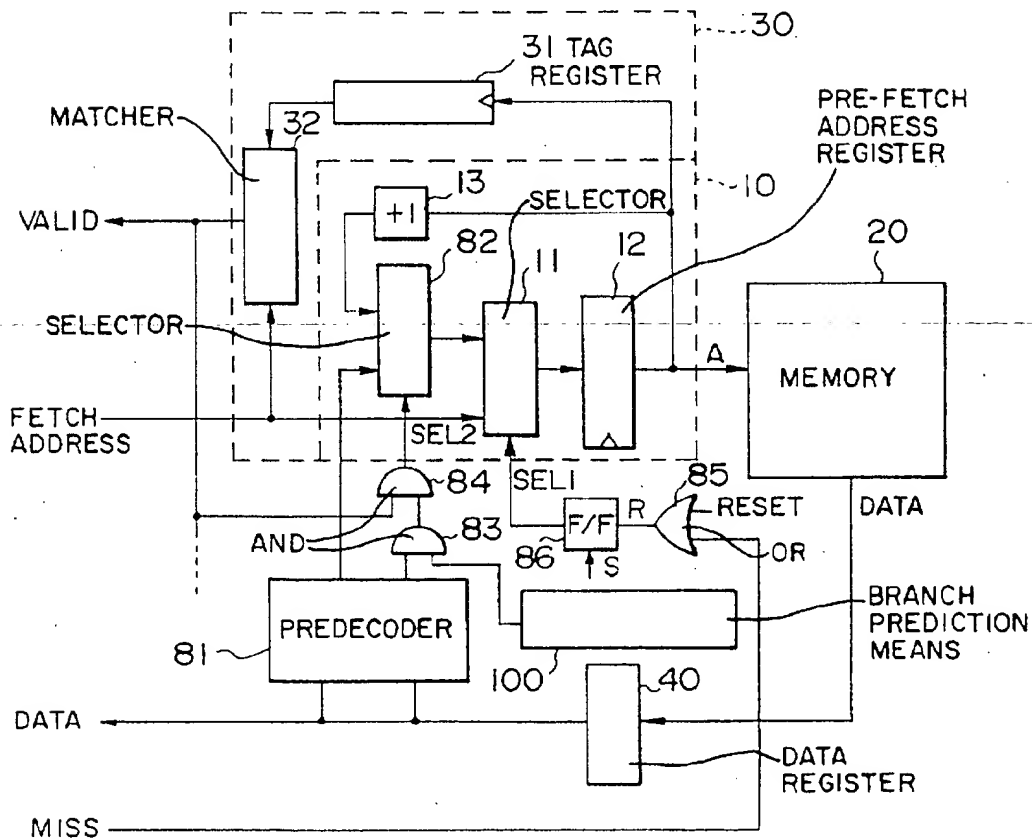 30
31 TAG
REGISTER
MATCHER
32
PRE-FETCH
ADDRESS
REGISTER
10
13
SELECTOR
+1
VALID
82
11
12
20
SELECTOR
A
MEMORY
FETCH
ADDRESS
SEL2
SEL1
84
85
R
RESET
DATA
AND
83
F/F
OR
86
S
PREDECODER
BRANCH
PREDICTION
MEANS
81
100
40
DATA
DATA
REGISTER
MISS